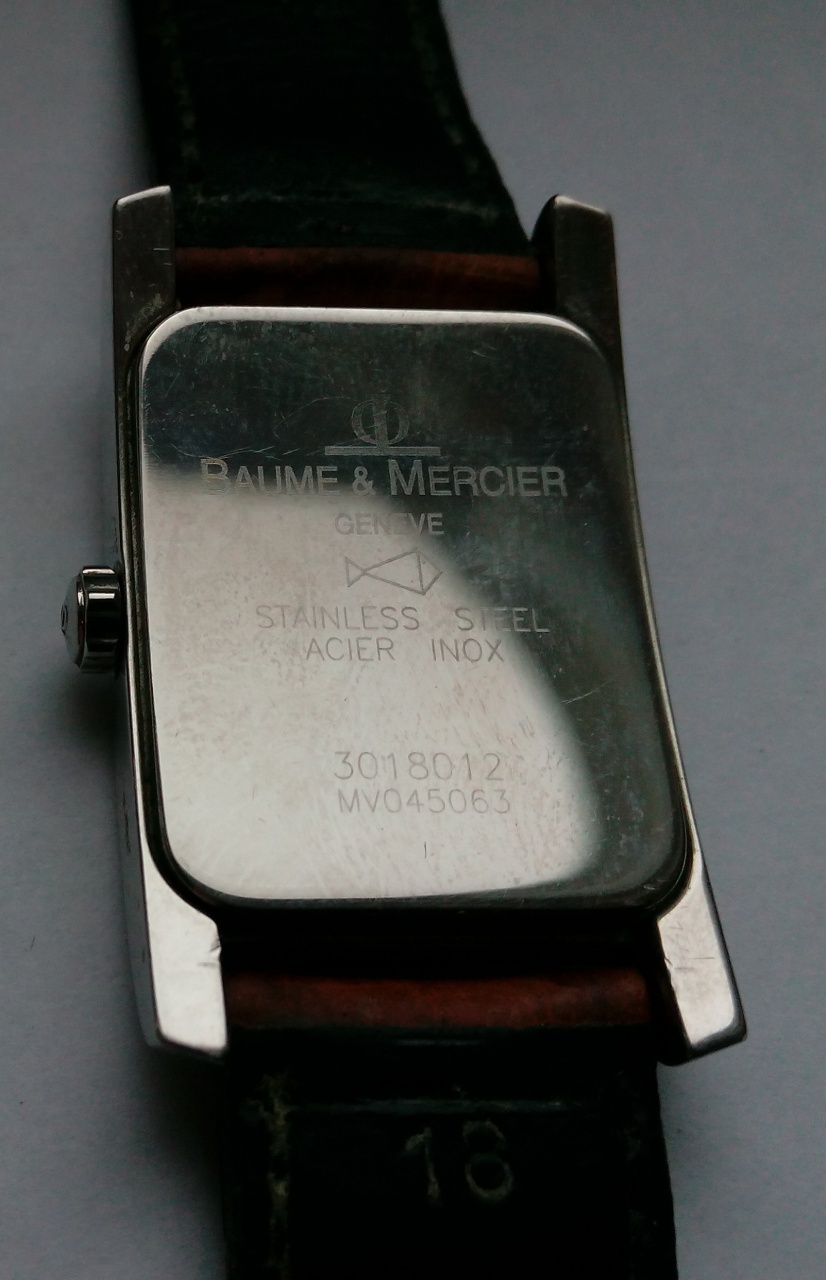 BAUME & MERCIER
GENEVE
STAINLESS STEEL
ACIER INOX
3018012
MV045063
18